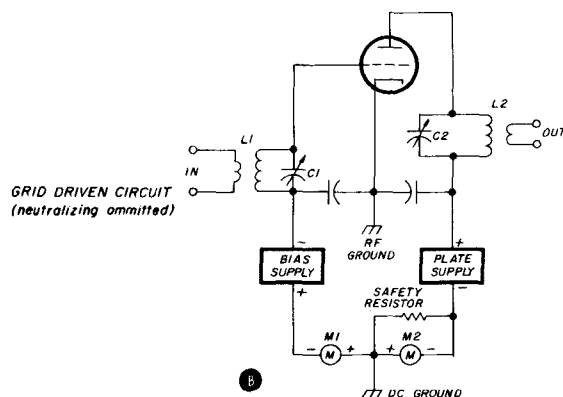 L1
IN
C1
GRID DRIVEN CIRCUIT
(neutralizing ommitted)
C2
L2
OUT
RF
GROUND
-
BIAS
SUPPLY
+
+
PLATE
SUPPLY
-
SAFETY
RESISTOR
M1
- M +
M2
+ M -
B
DC GROUND